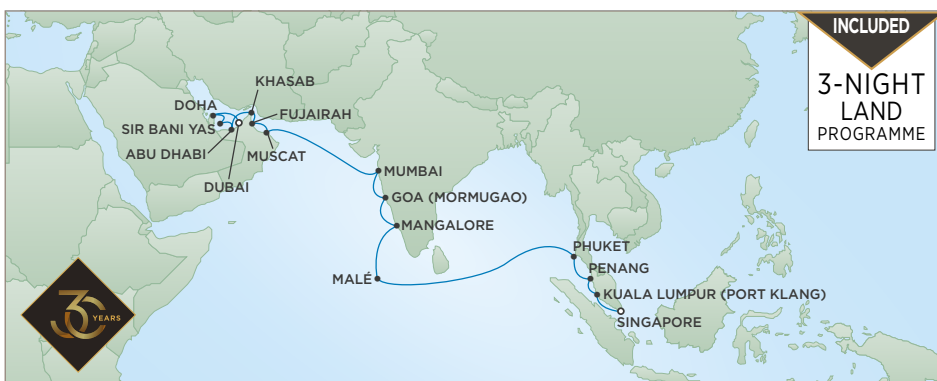 INCLUDED
3-NIGHT
LAND
PROGRAMME
KHASAB
DOHA
FUJAIRAH
SIR BANI YAS
ABU DHABI
MUSCAT
DUBAI
MUMBAI
GOA (MORMUGAO)
MANGALORE
MALÉ
PHUKET
PENANG
KUALA LUMPUR (PORT KLANG)
SINGAPORE
30
YEARS